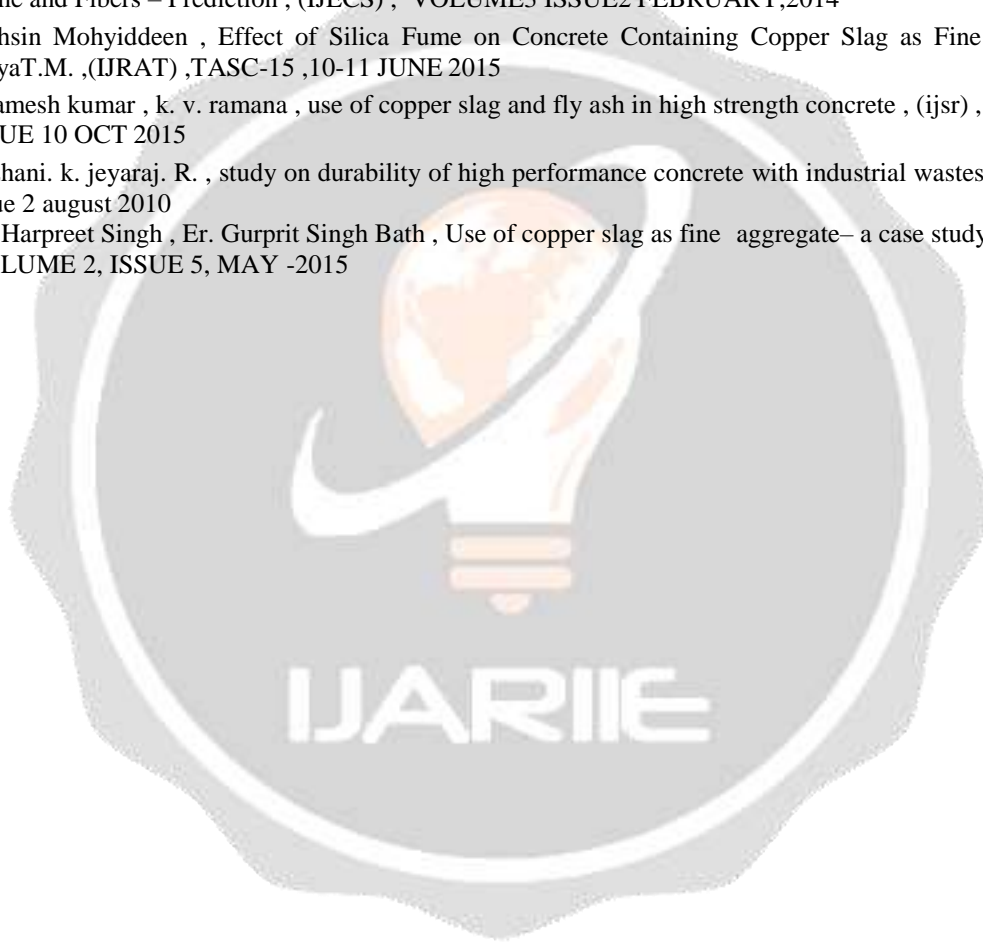 ume and Fibers – Prediction , (IJECS) , VOLUME3 ISSUE2 FEBRUARY,2014
hsin Mohyiddeen , Effect of Silica Fume on Concrete Containing Copper Slag as Fine
yaT.M. ,(IJRAT) ,TASC-15 ,10-11 JUNE 2015
amesh kumar , k. v. ramana , use of copper slag and fly ash in high strength concrete , (ijsr) ,
UE 10 OCT 2015
hani. k. jeyaraj. R. , study on durability of high performance concrete with industrial wastes
ue 2 august 2010
Harpreet Singh , Er. Gurprit Singh Bath , Use of copper slag as fine aggregate– a case study
LUME 2, ISSUE 5, MAY -2015
IJARIIE